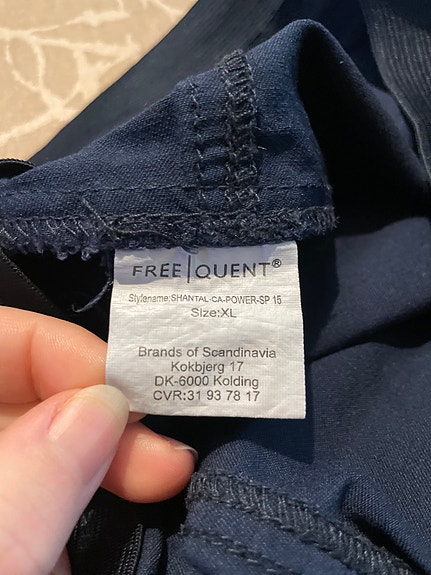 FREE|QUENT®
Stylename:SHANTAL-CA-POWER-SP 15
Size:XL
Brands of Scandinavia
Kokbjerg 17
DK-6000 Kolding
CVR:31 93 78 17